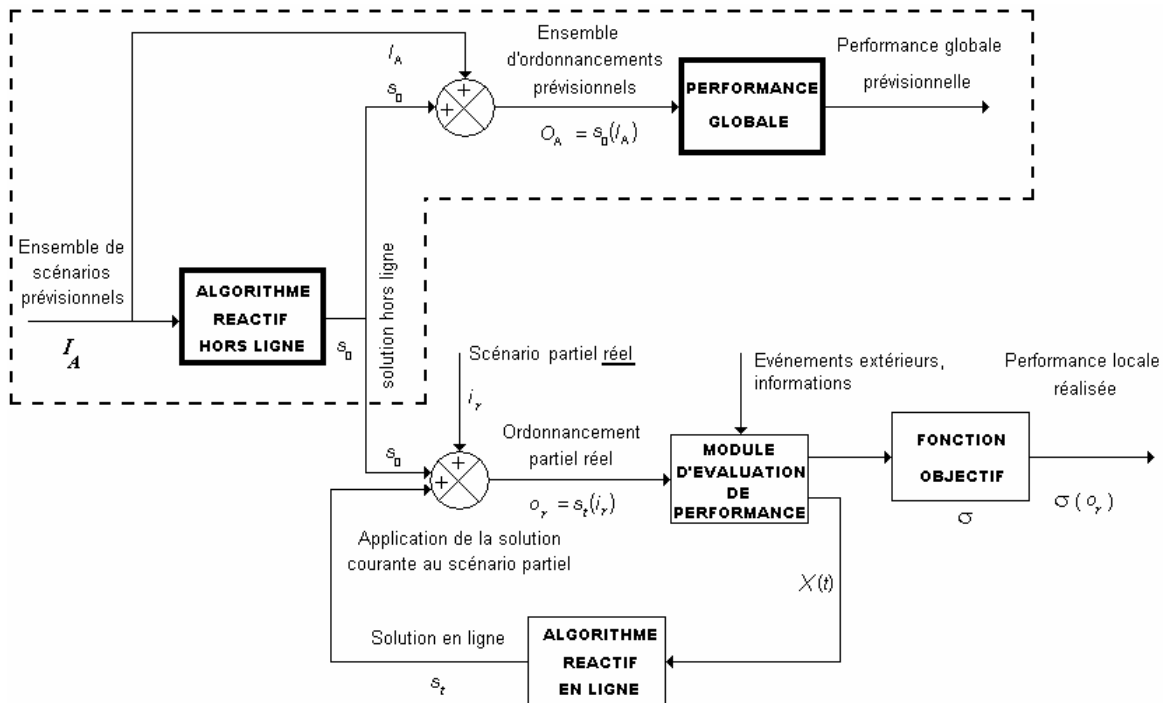 Ensemble
d'ordonnancements
prévisionnels
I_A
s_0
+
+
O_A = s_0(I_A)
PERFORMANCE
GLOBALE
Performance globale
prévisionnelle
Ensemble de
scénarios
prévisionnels
I_A
ALGORITHME
REACTIF
HORS LIGNE
s_0
solution hors ligne
Scénario partiel réel
i_r
s_0
+
+
Ordonnancement
partiel réel
o_r = s_t(i_r)
Application de la solution
courante au scénario partiel
Evénements extérieurs,
informations
MODULE
D'EVALUATION
DE
PERFORMANCE
FONCTION
OBJECTIF
σ
Performance locale
réalisée
σ ( o_r )
X(t)
Solution en ligne
s_t
ALGORITHME
REACTIF
EN LIGNE